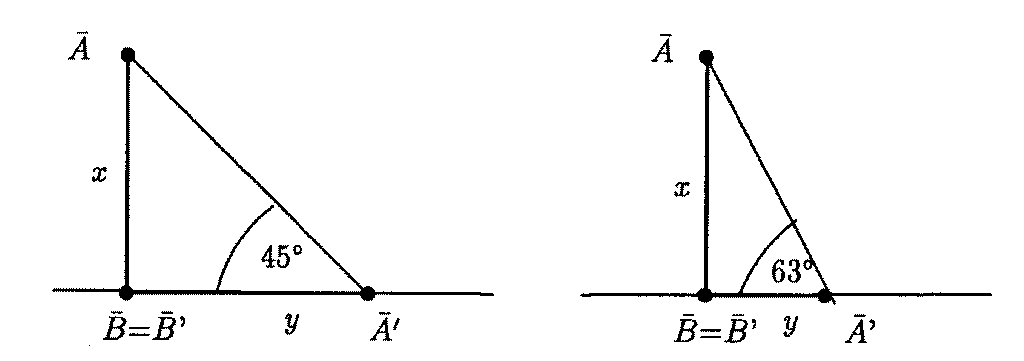 Ā
x
45°
B̄=B̄' y Ā'
Ā
x
63°
B̄=B̄' y Ā'